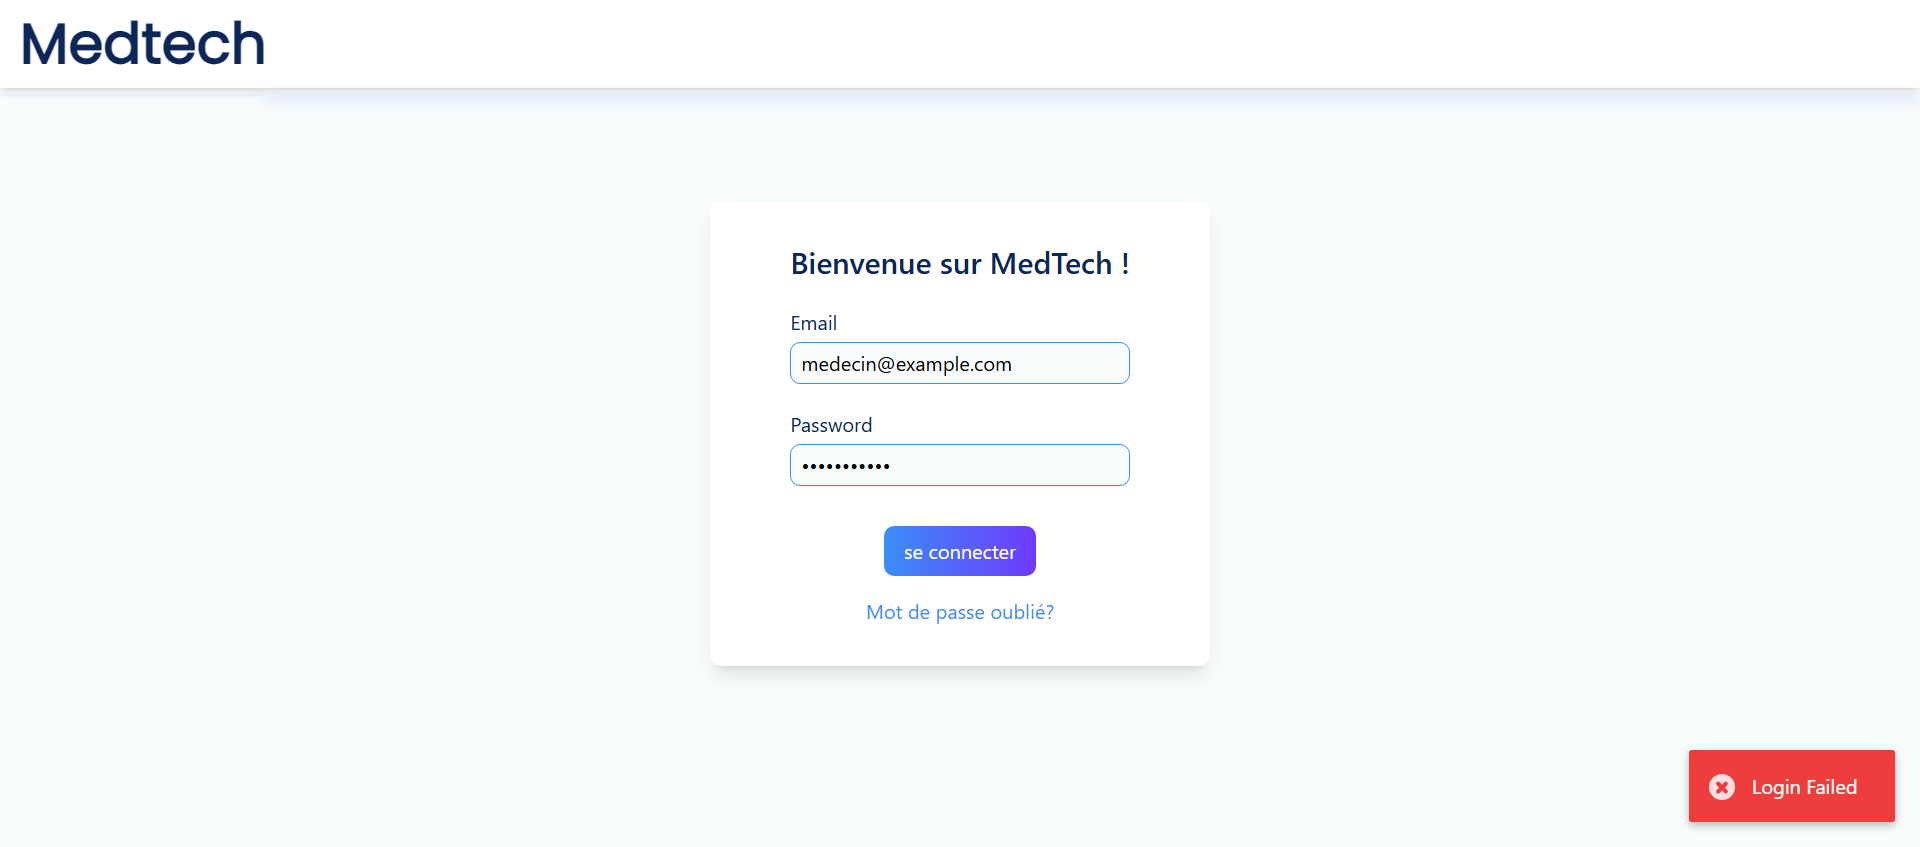 Medtech
Bienvenue sur MedTech !
Email
medecin@example.com
Password
•••••••••••
se connecter
Mot de passe oublié?
Login Failed